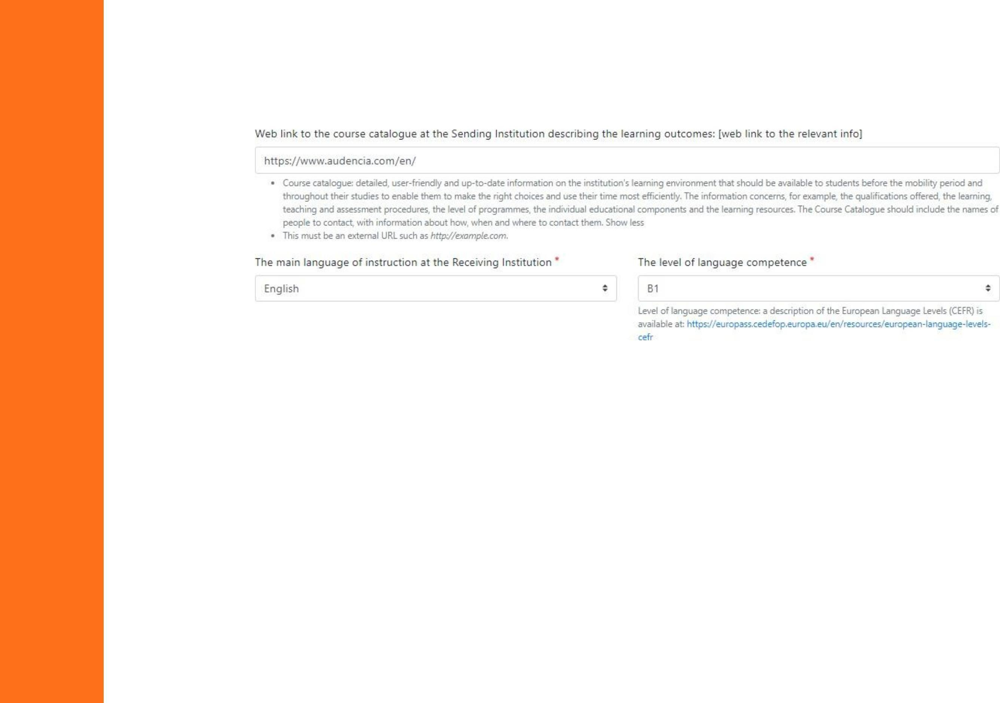 Web link to the course catalogue at the Sending Institution describing the learning outcomes: [web link to the relevant info]
https://www.audencia.com/en/
• Course catalogue: detailed, user-friendly and up-to-date information on the institution's learning environment that should be available to students before the mobility period and
throughout their studies to enable them to make the right choices and use their time most efficiently. The information concerns, for example, the qualifications offered, the learning,
teaching and assessment procedures, the level of programmes, the individual educational components and the learning resources. The Course Catalogue should include the names of
people to contact, with information about how, when and where to contact them. Show less
• This must be an external URL such as http://example.com.
The main language of instruction at the Receiving Institution *
English
The level of language competence *
B1
Level of language competence: a description of the European Language Levels (CEFR) is
available at: https://europass.cedefop.europa.eu/en/resources/european-language-levels-
cefr